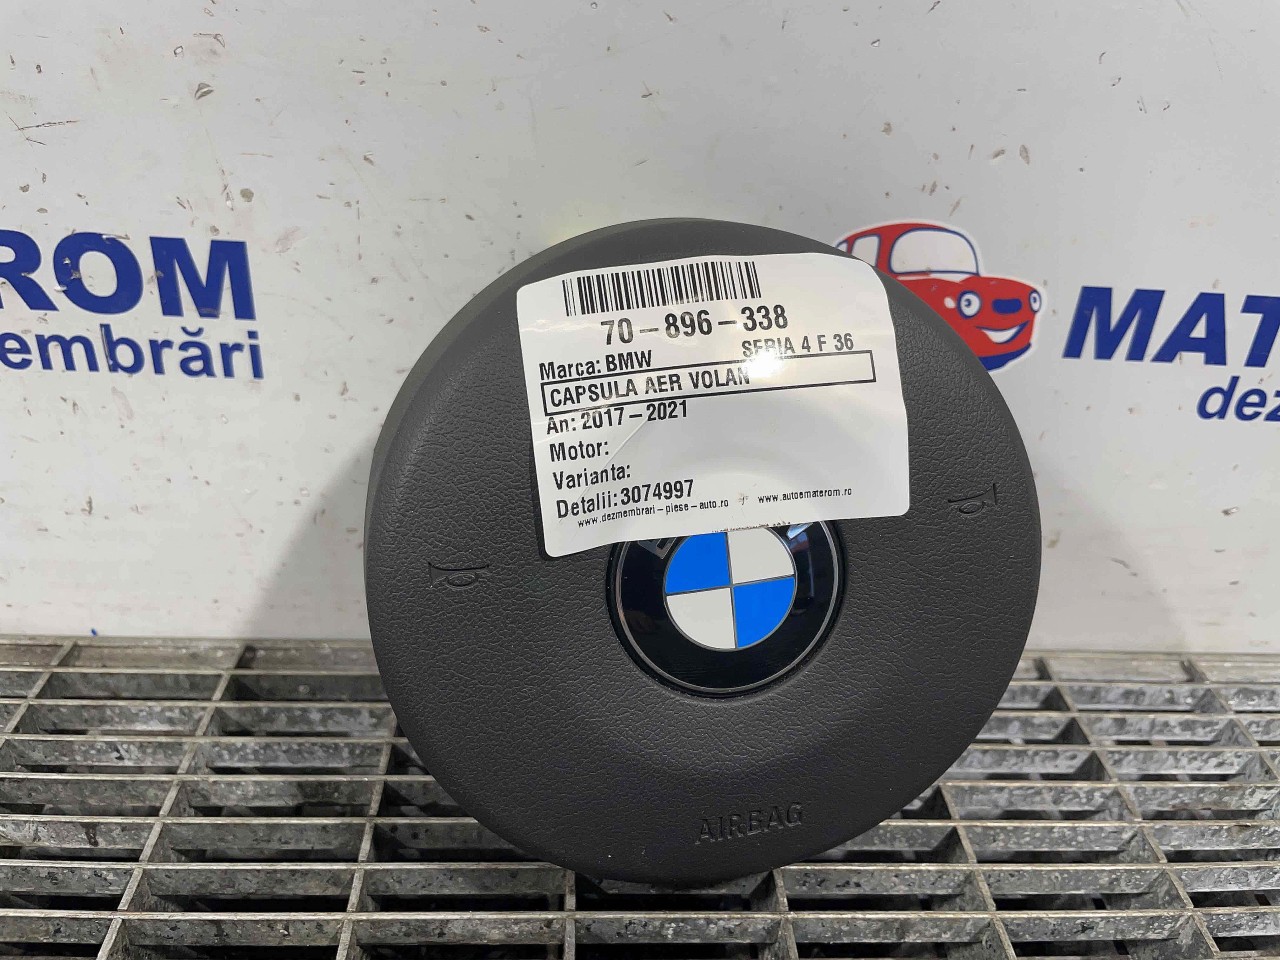 ROM
embrări
MAT
dez
70-896-338
Marca: BMW SERIA 4 F 36
CAPSULA AER VOLAN
An: 2017-2021
Motor:
Varianta:
Detalii: 3074997
www.dezmembrari-piese-auto.ro www.autoematerom.ro
AIRBAG